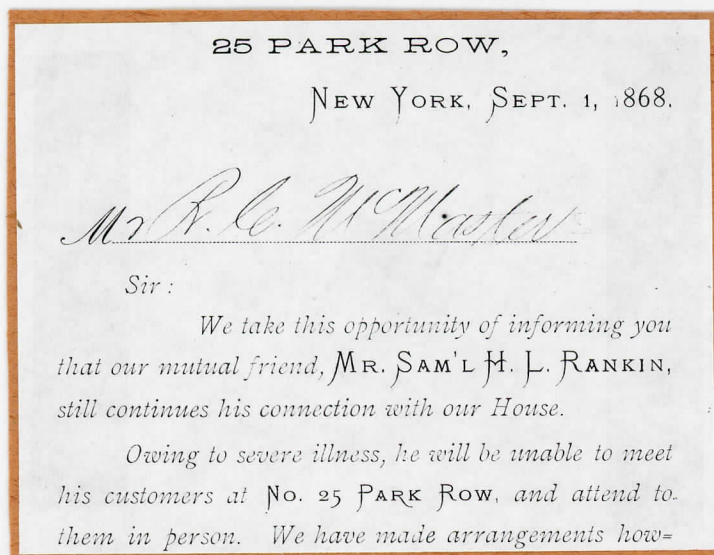 25 PARK ROW,
NEW YORK, SEPT. 1, 1868.
Mr R. C. McMaster
Sir:
We take this opportunity of informing you
that our mutual friend, MR. SAM'L H. L. RANKIN,
still continues his connection with our House.
Owing to severe illness, he will be unable to meet
his customers at No. 25 PARK ROW, and attend to
them in person. We have made arrangements how=